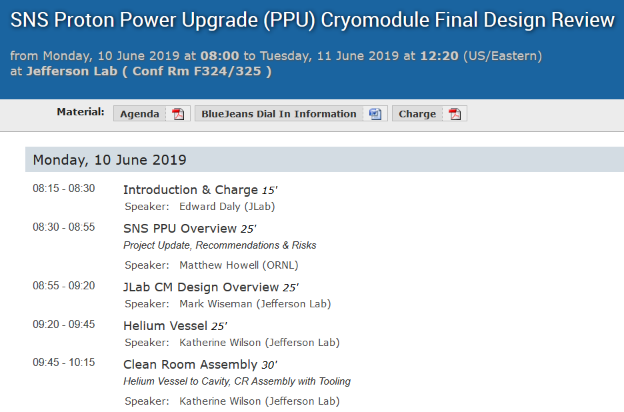 SNS Proton Power Upgrade (PPU) Cryomodule Final Design Review
from Monday, 10 June 2019 at 08:00 to Tuesday, 11 June 2019 at 12:20 (US/Eastern)
at Jefferson Lab ( Conf Rm F324/325 )
Material: Agenda BlueJeans Dial In Information Charge
Monday, 10 June 2019
08:15 - 08:30 Introduction & Charge 15'
Speaker: Edward Daly (JLab)
08:30 - 08:55 SNS PPU Overview 25'
Project Update, Recommendations & Risks
Speaker: Matthew Howell (ORNL)
08:55 - 09:20 JLab CM Design Overview 25'
Speaker: Mark Wiseman (Jefferson Lab)
09:20 - 09:45 Helium Vessel 25'
Speaker: Katherine Wilson (Jefferson Lab)
09:45 - 10:15 Clean Room Assembly 30'
Helium Vessel to Cavity, CR Assembly with Tooling
Speaker: Katherine Wilson (Jefferson Lab)